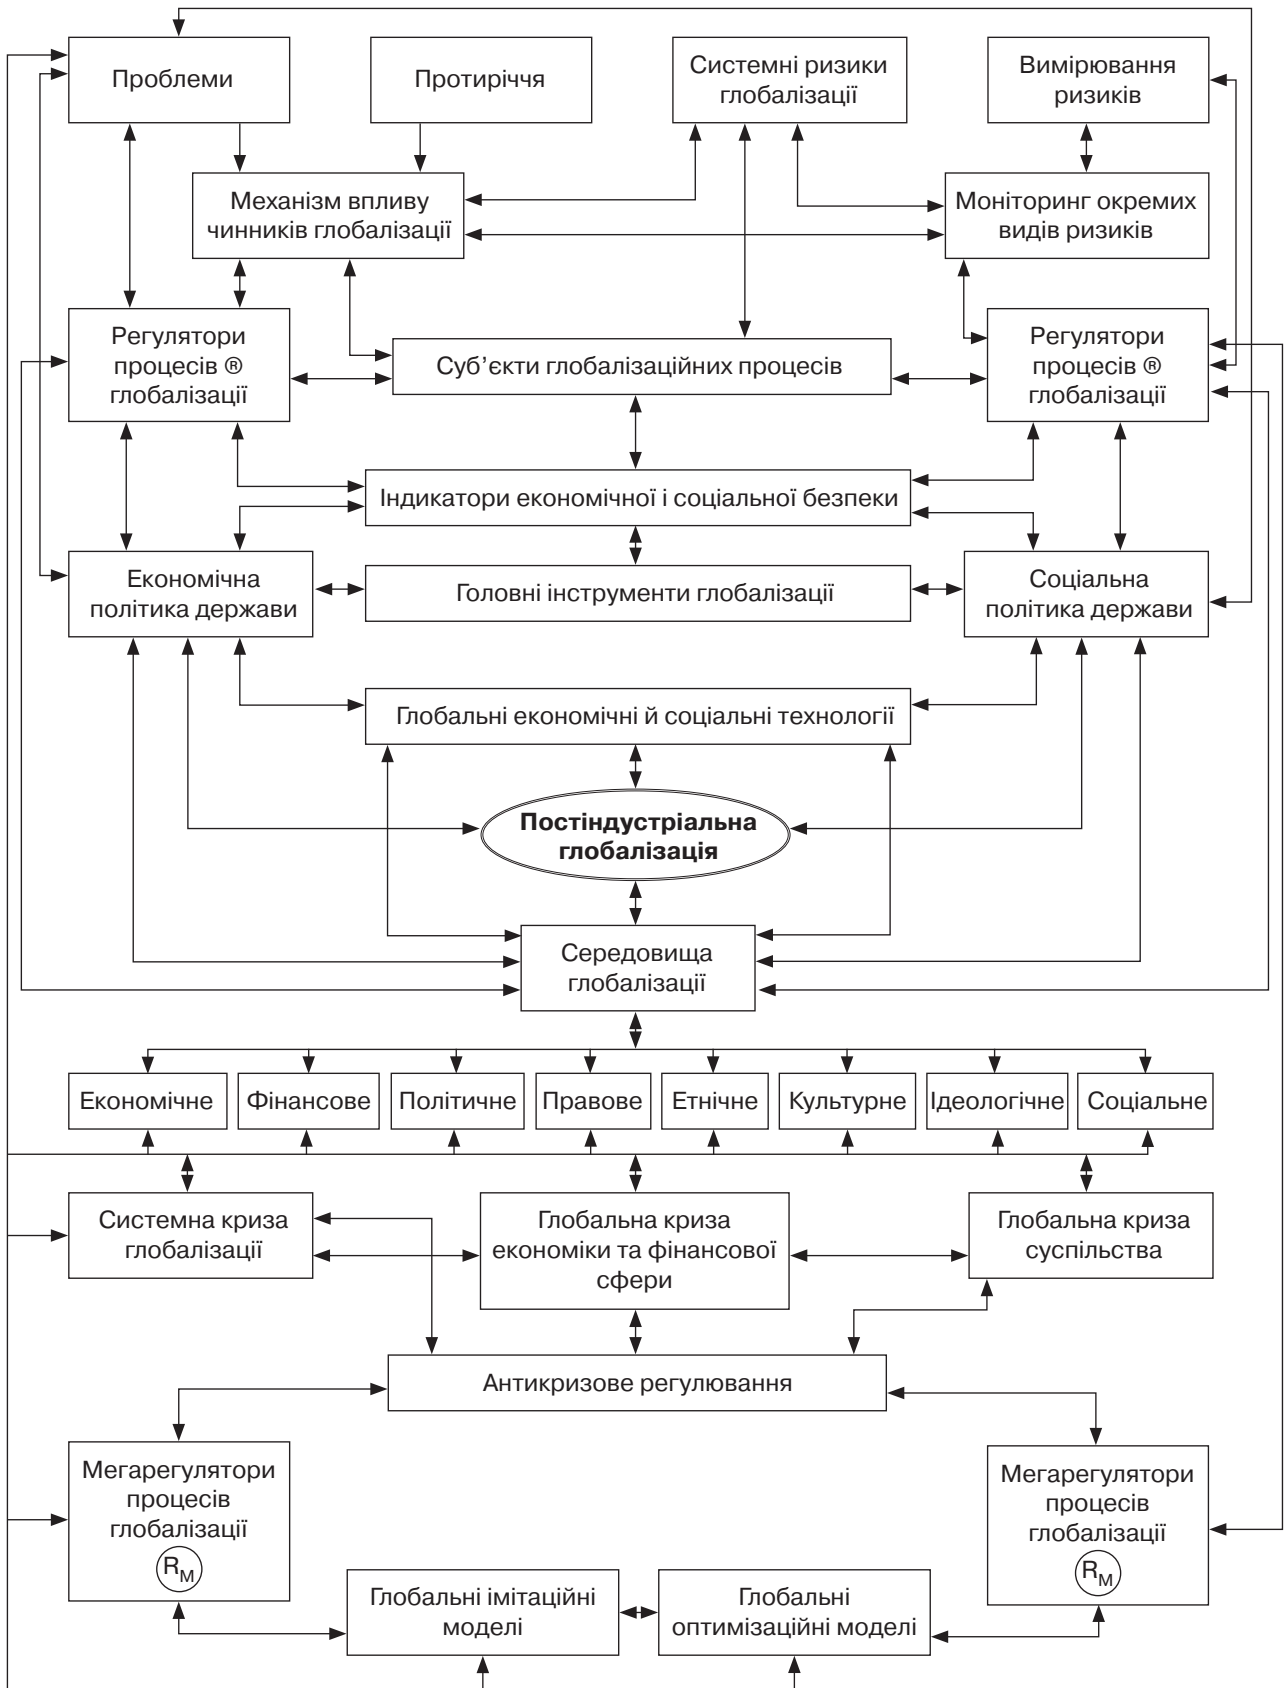 Проблеми
Протиріччя
Системні ризики
глобалізації
Вимірювання
ризиків
Механізм впливу
чинників глобалізації
Моніторинг окремих
видів ризиків
Регулятори
процесів ®
глобалізації
Суб’єкти глобалізаційних процесів
Регулятори
процесів ®
глобалізації
Індикатори економічної і соціальної безпеки
Економічна
політика держави
Головні інструменти глобалізації
Соціальна
політика держави
Глобальні економічні й соціальні технології
Постіндустріальна
глобалізація
Середовища
глобалізації
Економічне
Фінансове
Політичне
Правове
Етнічне
Культурне
Ідеологічне
Соціальне
Системна криза
глобалізації
Глобальна криза
економіки та фінансової
сфери
Глобальна криза
суспільства
Антикризове регулювання
Мегарегулятори
процесів
глобалізації
RM
Мегарегулятори
процесів
глобалізації
RM
Глобальні імітаційні
моделі
Глобальні
оптимізаційні моделі